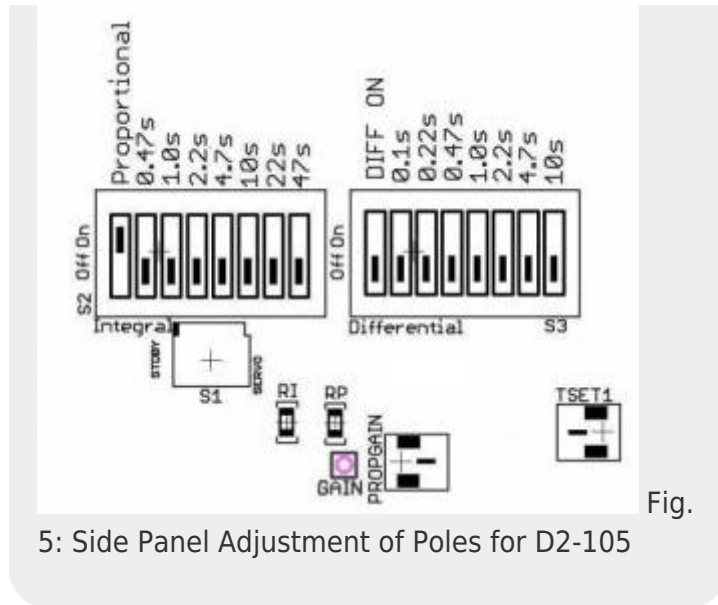 Proportional
0.47s
1.0s
2.2s
4.7s
10s
22s
47s
DIFF ON
0.1s
0.22s
0.47s
1.0s
2.2s
4.7s
10s
S2 Off On
Off On
Integral
Differential S3
STDBY
SERVO
S1
RI RP
GAIN
PROPGAIN
TSET1
Fig.
5: Side Panel Adjustment of Poles for D2-105